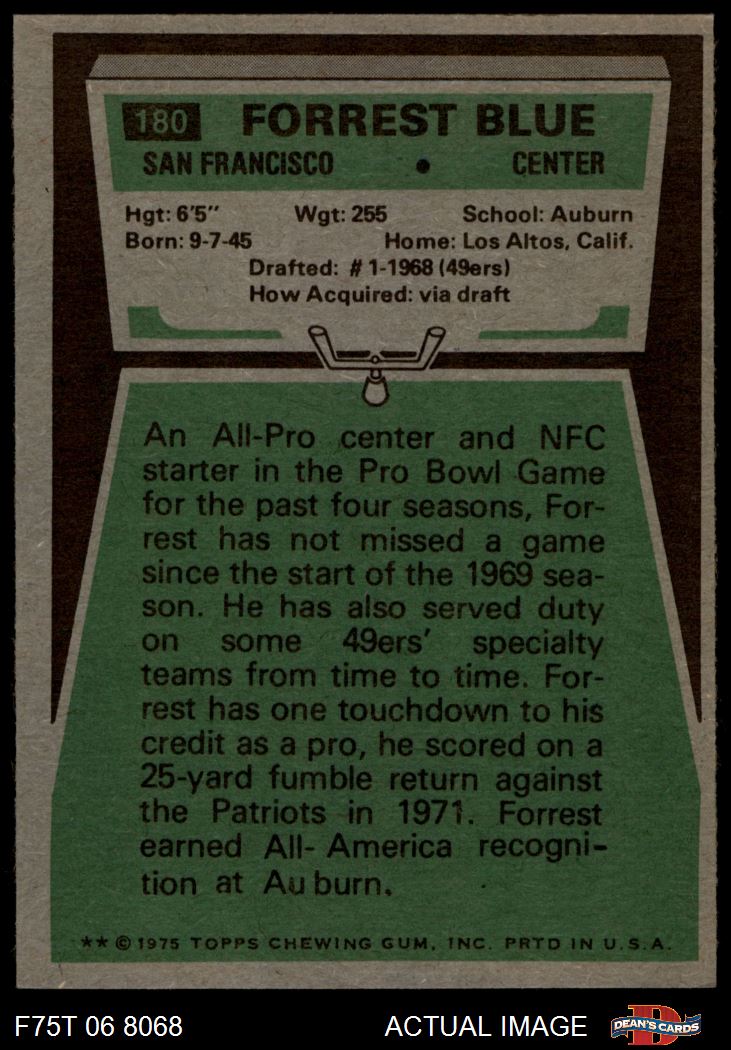 180 FORREST BLUE
SAN FRANCISCO • CENTER
Hgt: 6'5" Wgt: 255 School: Auburn
Born: 9-7-45 Home: Los Altos, Calif.
Drafted: #1-1968 (49ers)
How Acquired: via draft
An All-Pro center and NFC
starter in the Pro Bowl Game
for the past four seasons, For-
rest has not missed a game
since the start of the 1969 sea-
son. He has also served duty
on some 49ers' specialty
teams from time to time. For-
rest has one touchdown to his
credit as a pro, he scored on a
25-yard fumble return against
the Patriots in 1971. Forrest
earned All- America recogni-
tion at Au burn.
** © 1975 TOPPS CHEWING GUM, INC. PRTD IN U.S.A.
F75T 06 8068 ACTUAL IMAGE D DEAN'S CARDS